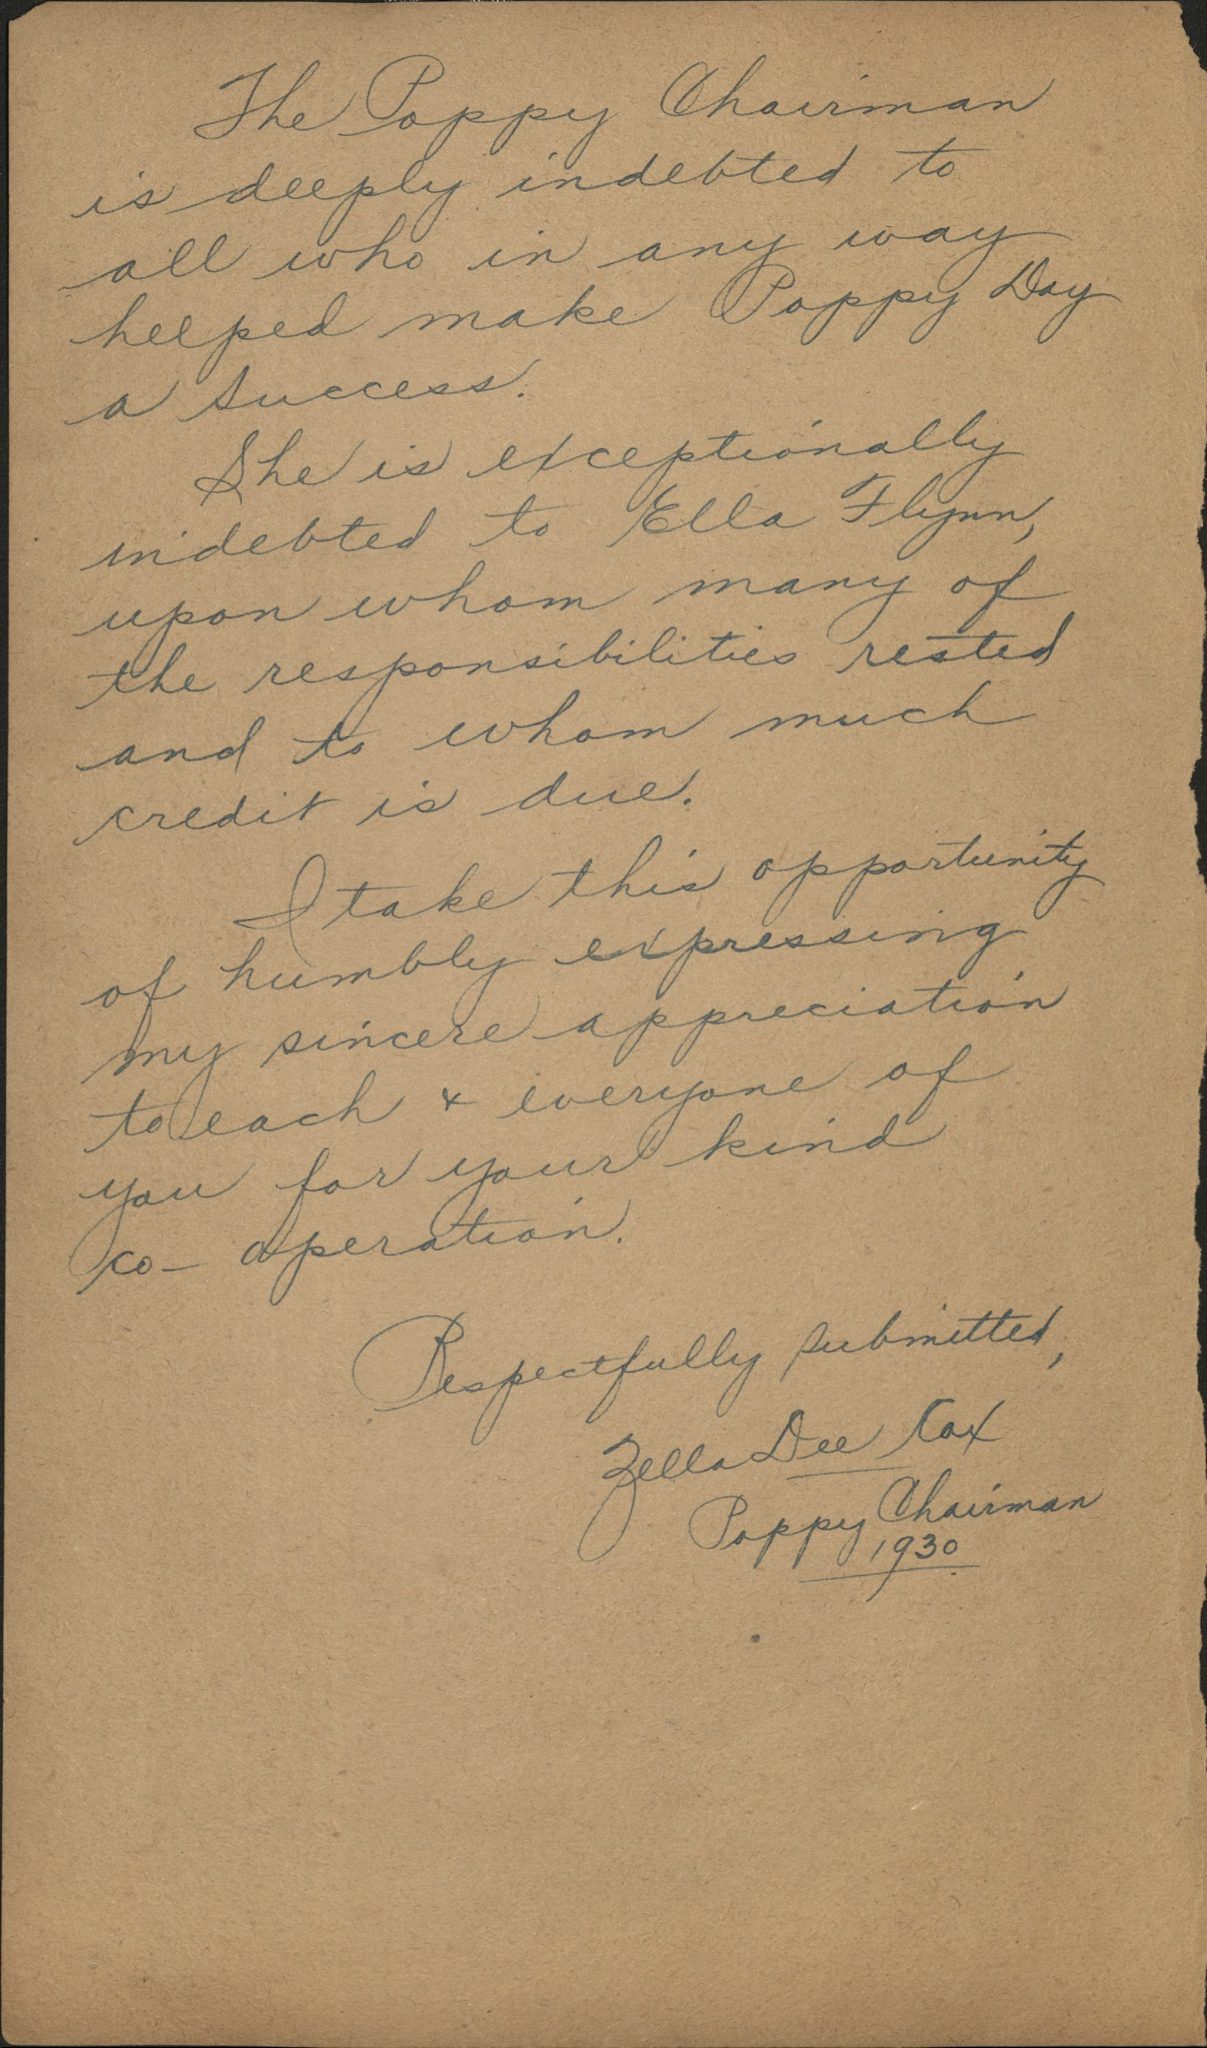 The Poppy Chairman
is deeply indebted to
all who in any way
helped make Poppy Day
a success.
She is exceptionally
indebted to Ella Flynn,
upon whom many of
the responsibilities rested
and to whom much
credit is due.
I take this opportunity
of humbly expressing
my sincere appreciation
to each & everyone of
you for your kind
co-operation.
Respectfully submitted,
Zella Dee Cox
Poppy Chairman
1930